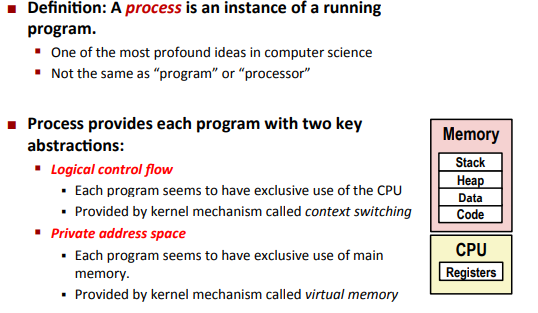 Definition: A process is an instance of a running
program.
One of the most profound ideas in computer science
Not the same as “program” or “processor”
Process provides each program with two key
abstractions:
Logical control flow
Each program seems to have exclusive use of the CPU
Provided by kernel mechanism called context switching
Private address space
Each program seems to have exclusive use of main
memory.
Provided by kernel mechanism called virtual memory
Memory
Stack
Heap
Data
Code
CPU
Registers